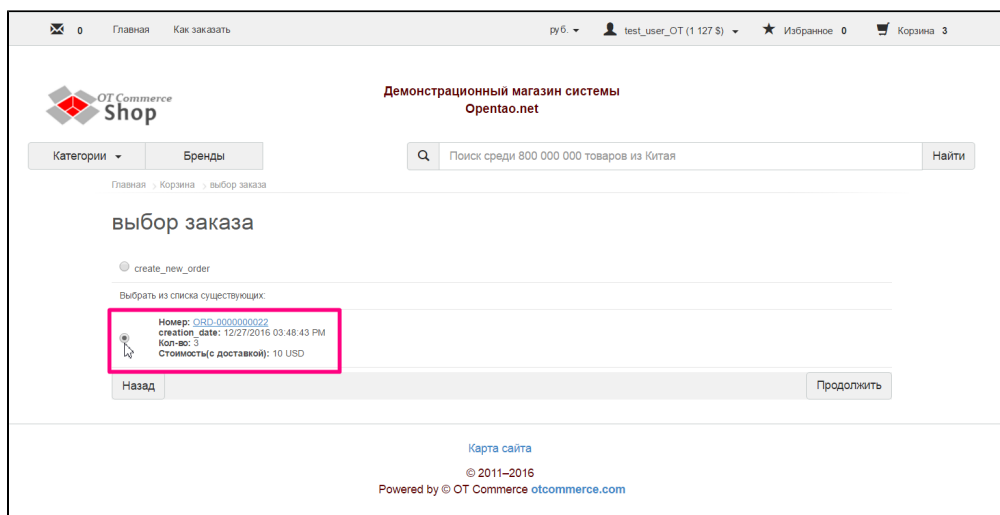 0 Главная Как заказать руб. test_user_OT (1 127 $) Избранное 0 Корзина 3
OT Commerce
Shop
Демонстрационный магазин системы
Opentao.net
Категории Бренды Поиск среди 800 000 000 товаров из Китая Найти
Главная > Корзина > выбор заказа
выбор заказа
create_new_order
Выбрать из списка существующих:
Номер: ORD-0000000022
creation_date: 12/27/2016 03:48:43 PM
Кол-во: 3
Стоимость(с доставкой): 10 USD
Назад Продолжить
Карта сайта
© 2011–2016
Powered by © OT Commerce otcommerce.com